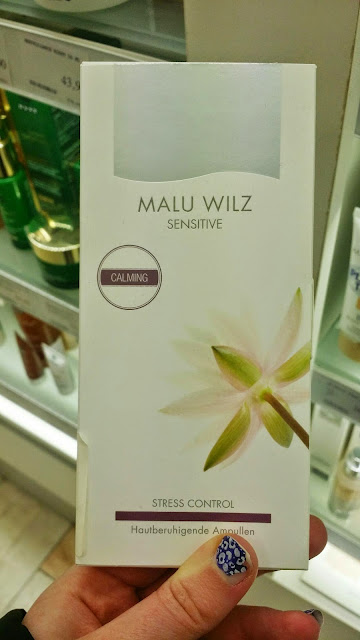 MALU WILZ
SENSITIVE
CALMING
STRESS CONTROL
Hautberuhigende Ampullen